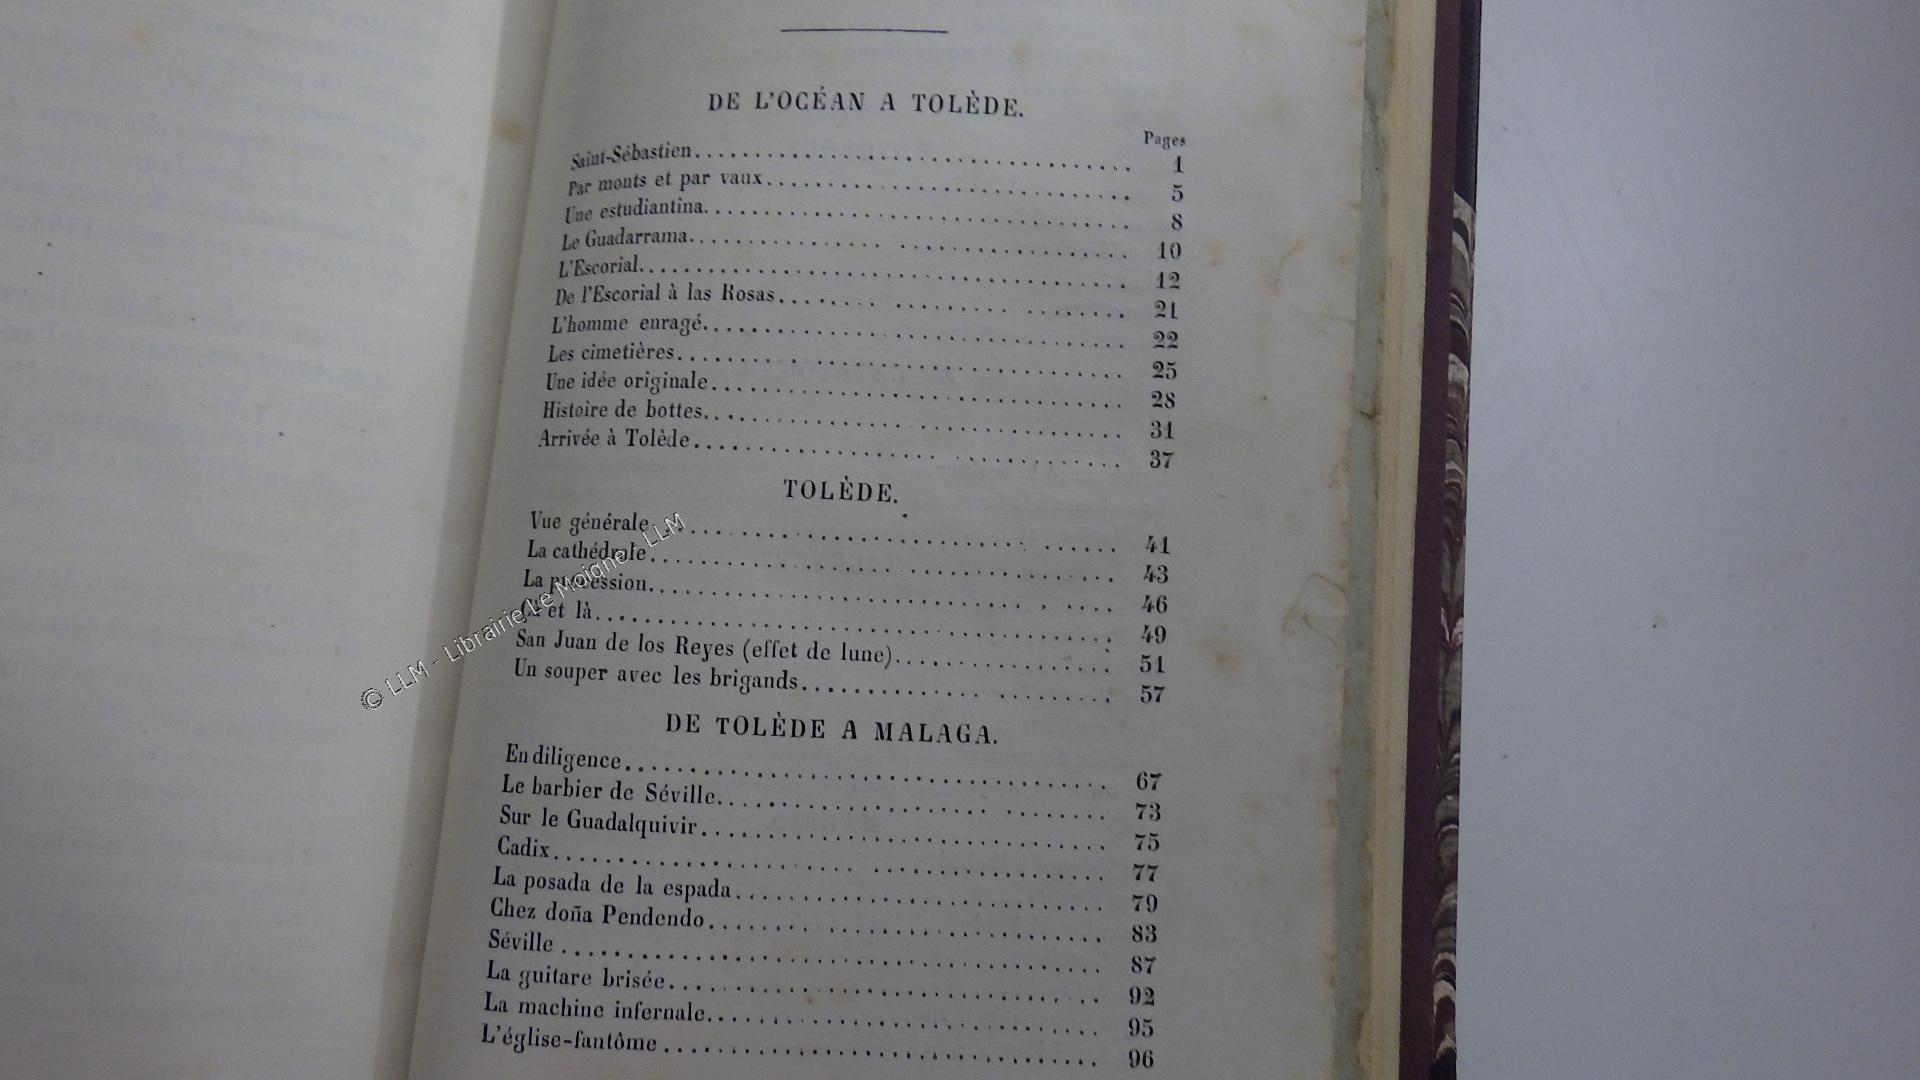 DE L'OCÉAN A TOLÈDE.
Pages
Saint-Sébastien........ 1
Par monts et par vaux........ 5
Une estudiantina........ 8
Le Guadarrama........ 10
L'Escorial........ 12
De l'Escorial à las Rosas........ 21
L'homme enragé........ 22
Les cimetières........ 25
Une idée originale........ 28
Histoire de bottes........ 31
Arrivée à Tolède........ 37
TOLÈDE.
Vue générale........ 41
La cathédrale........ 43
La procession........ 46
Çà et là........ 49
San Juan de los Reyes (effet de lune)........ 51
Un souper avec les brigands........ 57
DE TOLÈDE A MALAGA.
En diligence........ 67
Le barbier de Séville........ 73
Sur le Guadalquivir........ 75
Cadix........ 77
La posada de la espada........ 79
Chez doña Pendendo........ 83
Séville........ 87
La guitare brisée........ 92
La machine infernale........ 95
L'église-fantôme........ 96
© LLM - Librairie Le Moigne - LLM